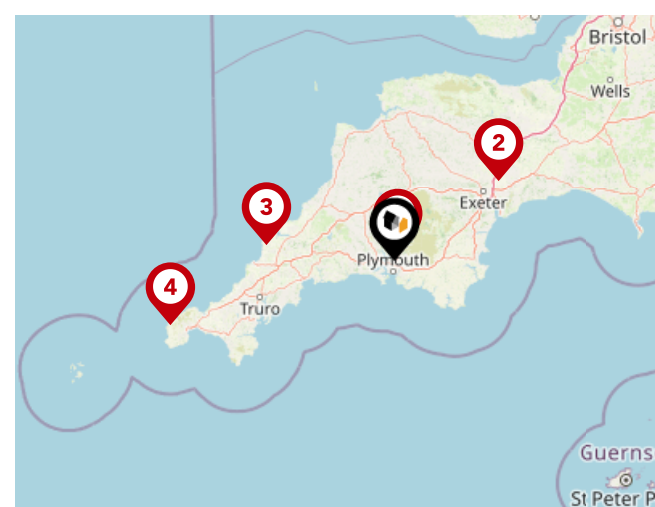 Bristol
Wells
2
Exeter
3
Plymouth
4
Truro
Guerns
St Peter P